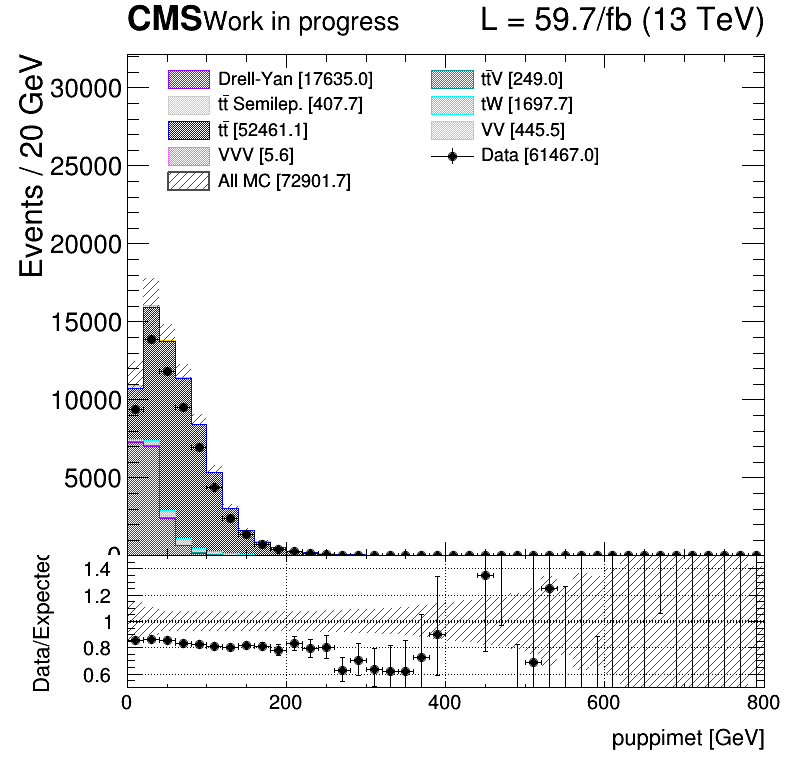 CMS Work in progress L = 59.7/fb (13 TeV)
Events / 20 GeV
30000
25000
20000
15000
10000
5000
0
Drell-Yan [17635.0]
tt̄ Semilep. [407.7]
tt̄ [52461.1]
VVV [5.6]
All MC [72901.7]
tt̄V [249.0]
tW [1697.7]
VV [445.5]
Data [61467.0]
Data/Expected
1.4
1.2
1
0.8
0.6
0 200 400 600 800
puppimet [GeV]